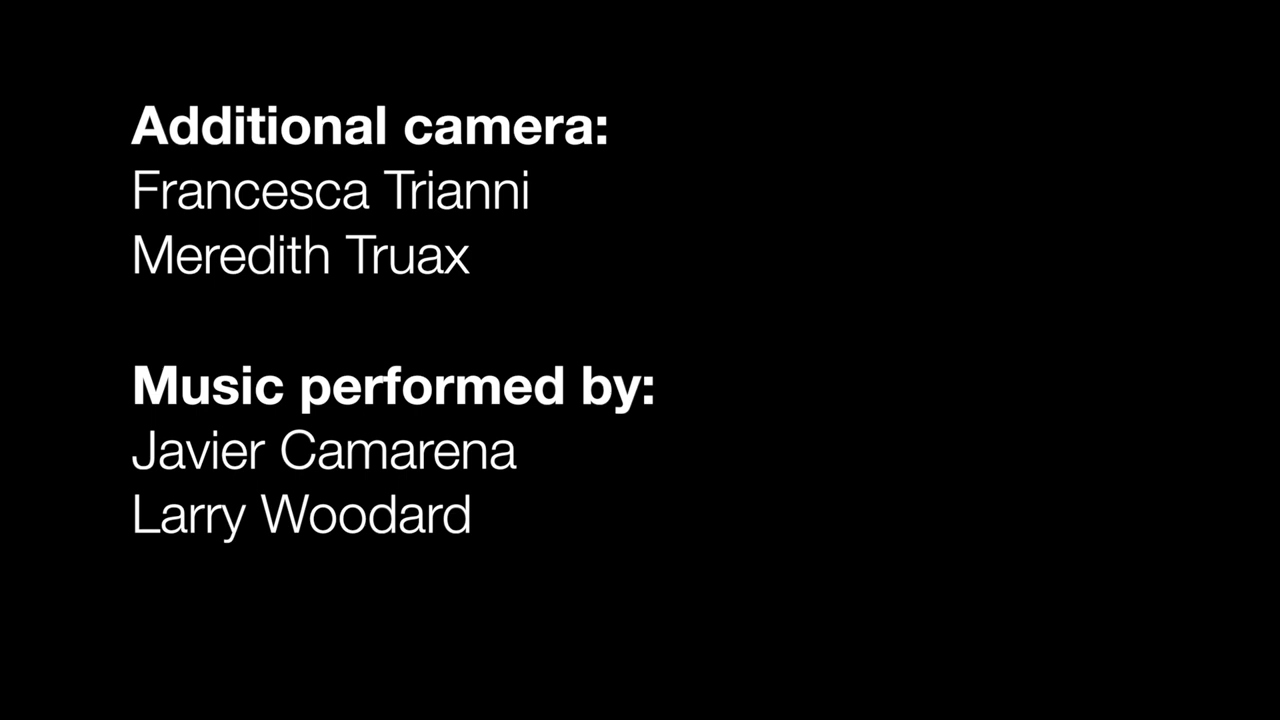 Additional camera:
Francesca Trianni
Meredith Truax
Music performed by:
Javier Camarena
Larry Woodard